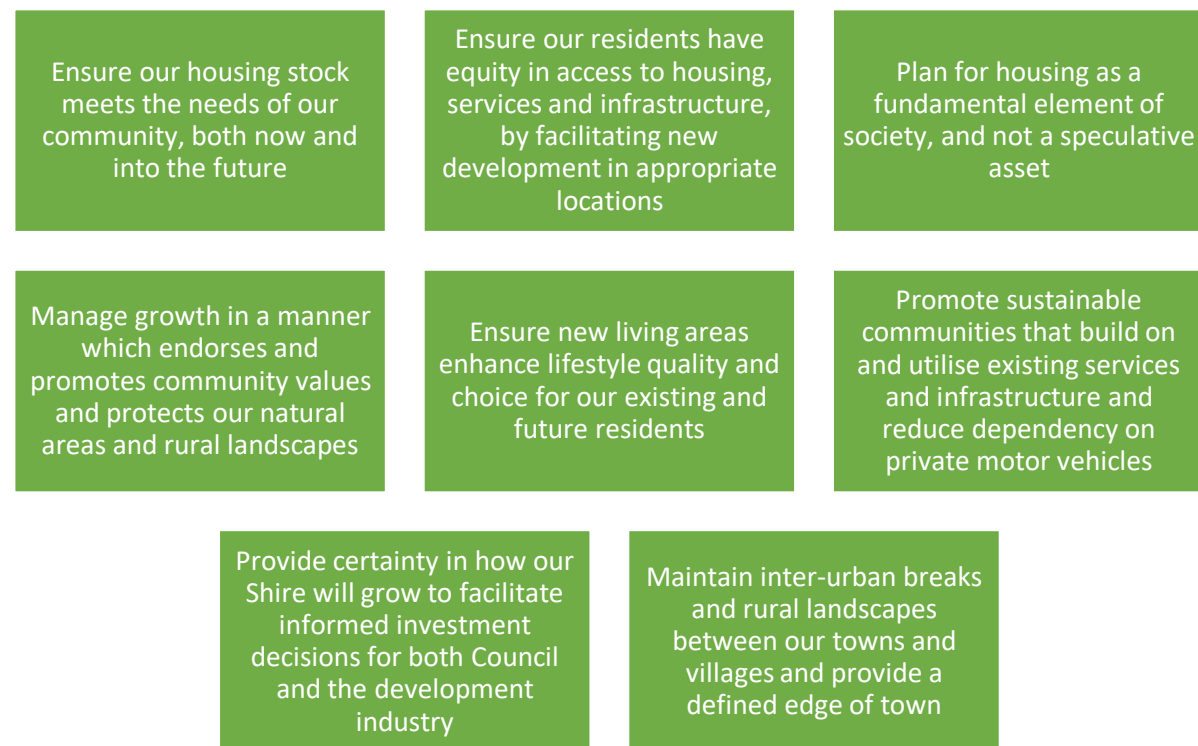 Ensure our housing stock
meets the needs of our
community, both now and
into the future
Ensure our residents have
equity in access to housing,
services and infrastructure,
by facilitating new
development in appropriate
locations
Plan for housing as a
fundamental element of
society, and not a speculative
asset
Manage growth in a manner
which endorses and
promotes community values
and protects our natural
areas and rural landscapes
Ensure new living areas
enhance lifestyle quality and
choice for our existing and
future residents
Promote sustainable
communities that build on
and utilise existing services
and infrastructure and
reduce dependency on
private motor vehicles
Provide certainty in how our
Shire will grow to facilitate
informed investment
decisions for both Council
and the development
industry
Maintain inter-urban breaks
and rural landscapes
between our towns and
villages and provide a
defined edge of town